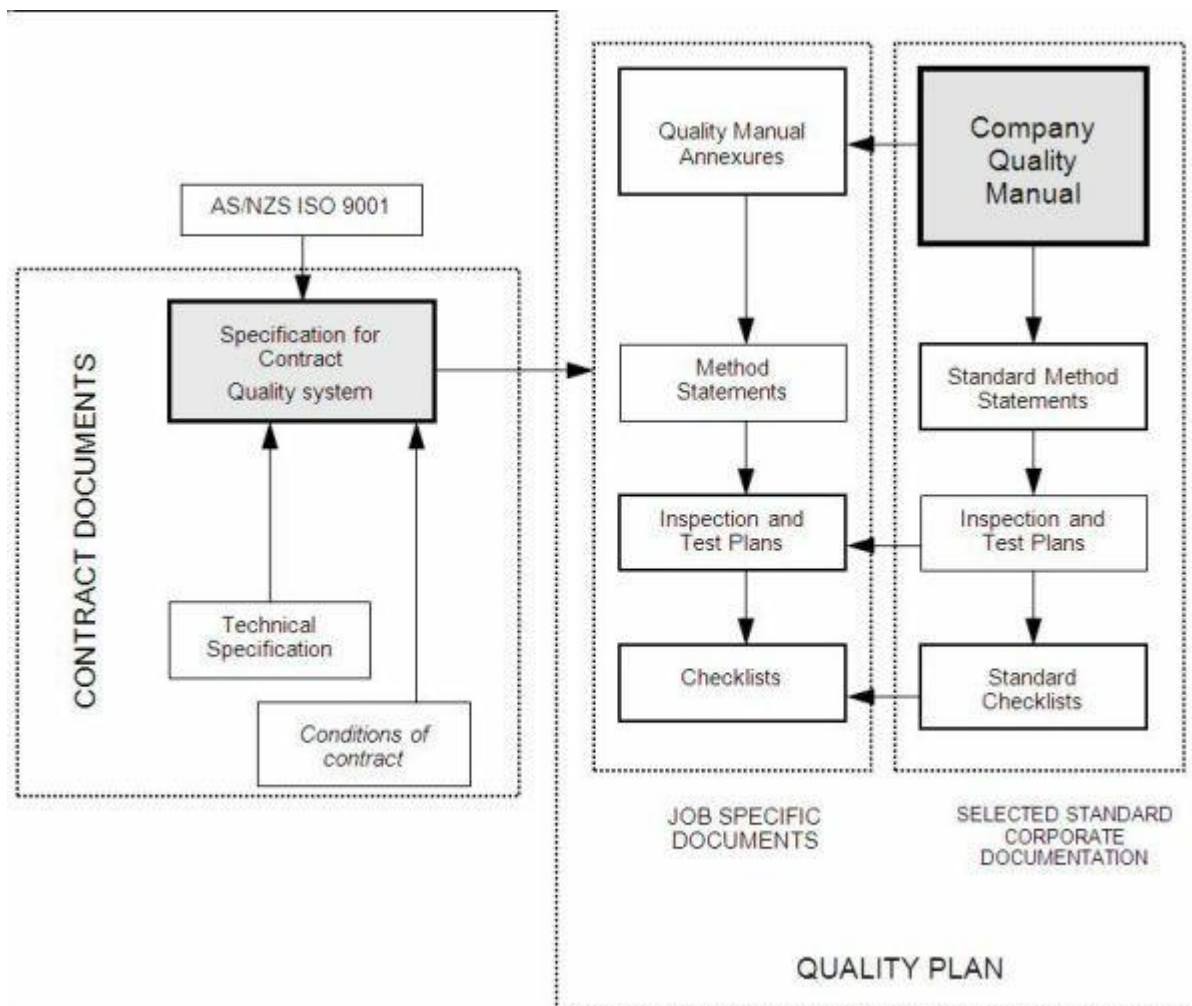 AS/NZS ISO 9001
Specification for
Contract
Quality system
CONTRACT DOCUMENTS
Technical
Specification
Conditions of
contract
Quality Manual
Annexures
Method
Statements
Inspection and
Test Plans
Checklists
JOB SPECIFIC
DOCUMENTS
Company
Quality
Manual
Standard Method
Statements
Inspection and
Test Plans
Standard
Checklists
SELECTED STANDARD
CORPORATE
DOCUMENTATION
QUALITY PLAN